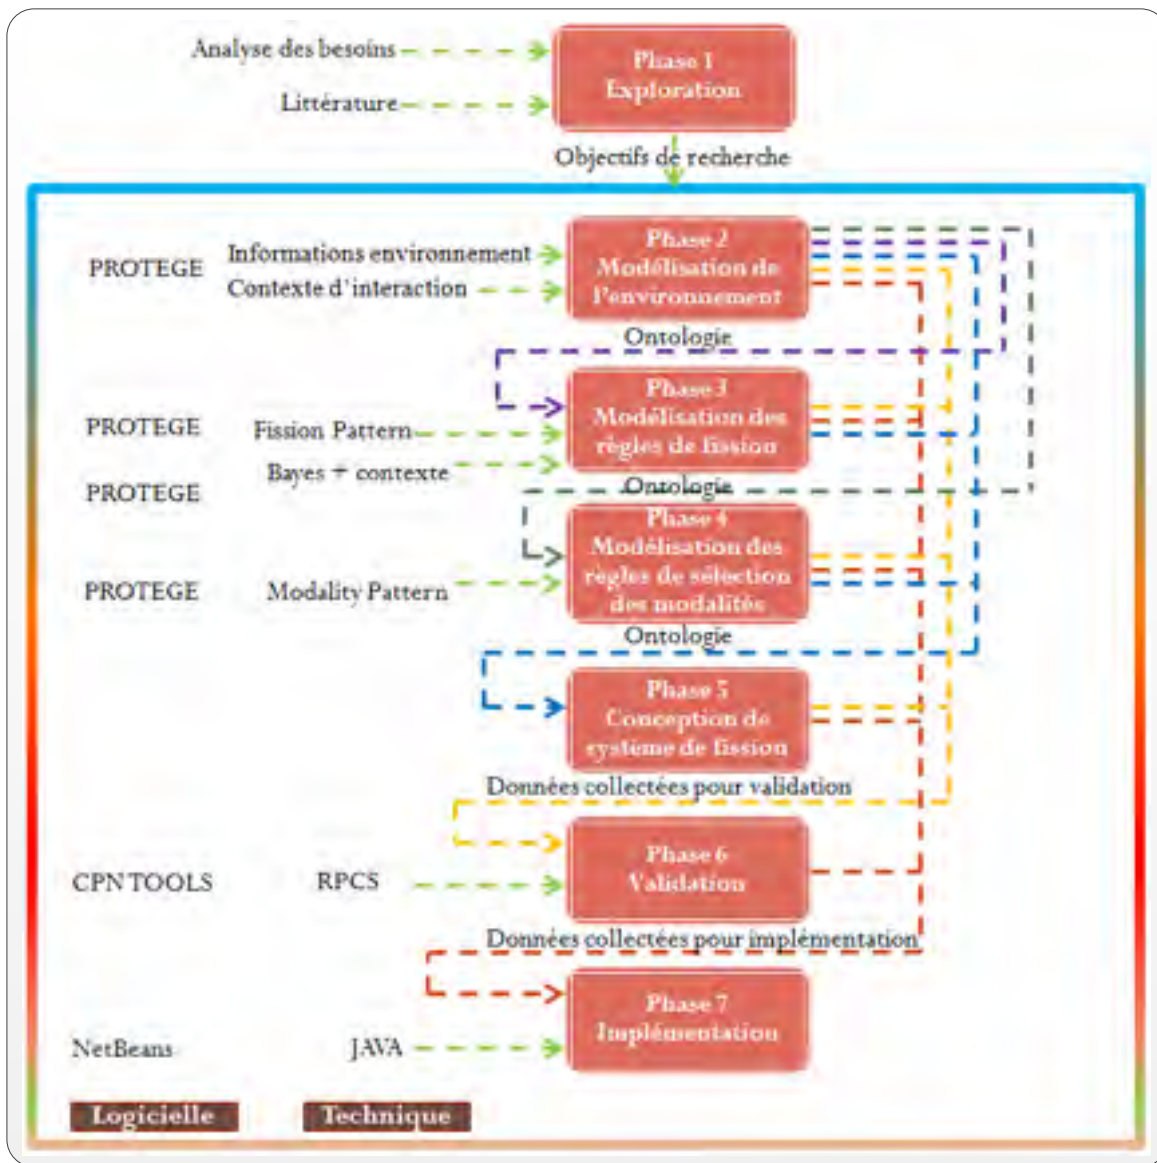 Analyse des besoins
Littérature
Phase 1
Exploration
Objectifs de recherche
PROTEGE
Informations environnement
Contexte d'interaction
Phase 2
Modélisation de
l'environnement
Ontologie
PROTEGE
Fission Pattern
Bayes + contexte
Phase 3
Modélisation des
règles de fission
Ontologie
PROTEGE
Phase 4
Modélisation des
règles de sélection
des modalités
PROTEGE
Modality Pattern
Ontologie
Phase 5
Conception de
système de fission
Données collectées pour validation
Phase 6
Validation
CPN TOOLS
RPCS
Données collectées pour implémentation
Phase 7
Implémentation
NetBeans
JAVA
Logicielle
Technique